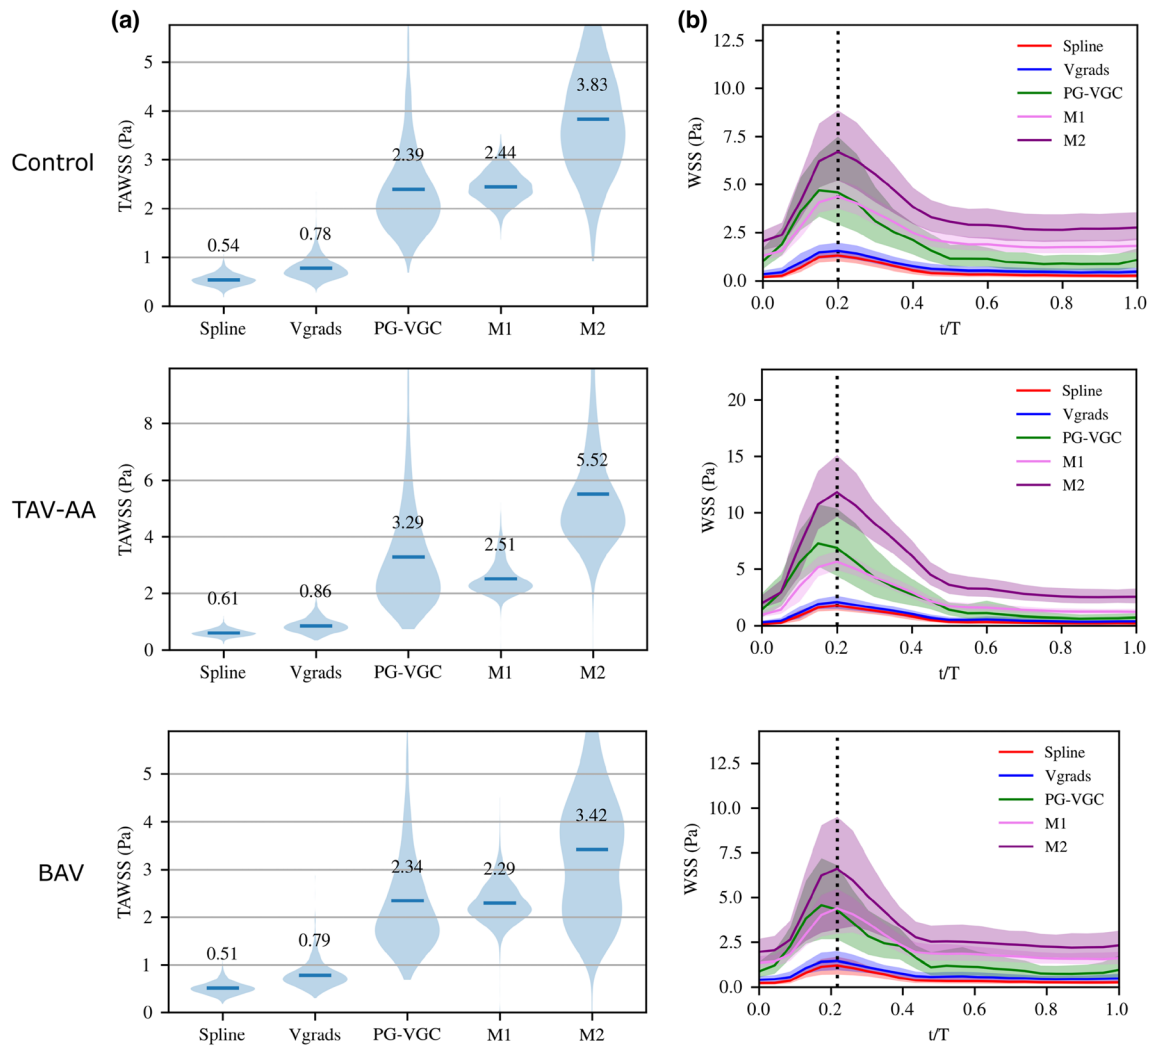 (a)
(b)
Control
TAWSS (Pa)
5
4
3
2
1
0
0.54
0.78
2.39
2.44
3.83
Spline Vgrads PG-VGC M1 M2
WSS (Pa)
12.5
10.0
7.5
5.0
2.5
0.0
Spline
Vgrads
PG-VGC
M1
M2
0.0 0.2 0.4 0.6 0.8 1.0
t/T
TAV-AA
TAWSS (Pa)
8
6
4
2
0
0.61
0.86
3.29
2.51
5.52
Spline Vgrads PG-VGC M1 M2
WSS (Pa)
20
15
10
5
0
Spline
Vgrads
PG-VGC
M1
M2
0.0 0.2 0.4 0.6 0.8 1.0
t/T
BAV
TAWSS (Pa)
5
4
3
2
1
0
0.51
0.79
2.34
2.29
3.42
Spline Vgrads PG-VGC M1 M2
WSS (Pa)
12.5
10.0
7.5
5.0
2.5
0.0
Spline
Vgrads
PG-VGC
M1
M2
0.0 0.2 0.4 0.6 0.8 1.0
t/T